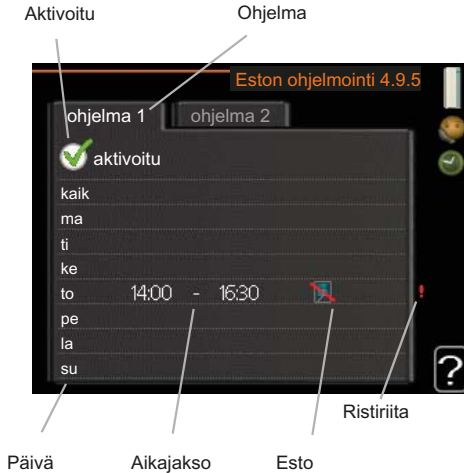 Aktivoitu Ohjelma
Eston ohjelmointi 4.9.5
ohjelma 1 ohjelma 2
aktivoitu
kaik
ma
ti
ke
to 14:00 - 16:30 !
pe
la
su
?
Ristiriita
Päivä Aikajakso Esto